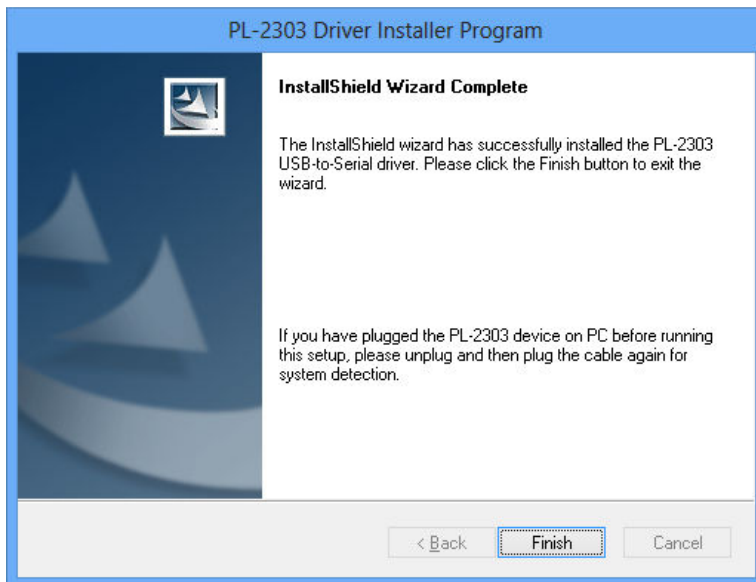 PL-2303 Driver Installer Program
InstallShield Wizard Complete
The InstallShield wizard has successfully installed the PL-2303
USB-to-Serial driver. Please click the Finish button to exit the
wizard.
If you have plugged the PL-2303 device on PC before running
this setup, please unplug and then plug the cable again for
system detection.
< Back
Finish
Cancel